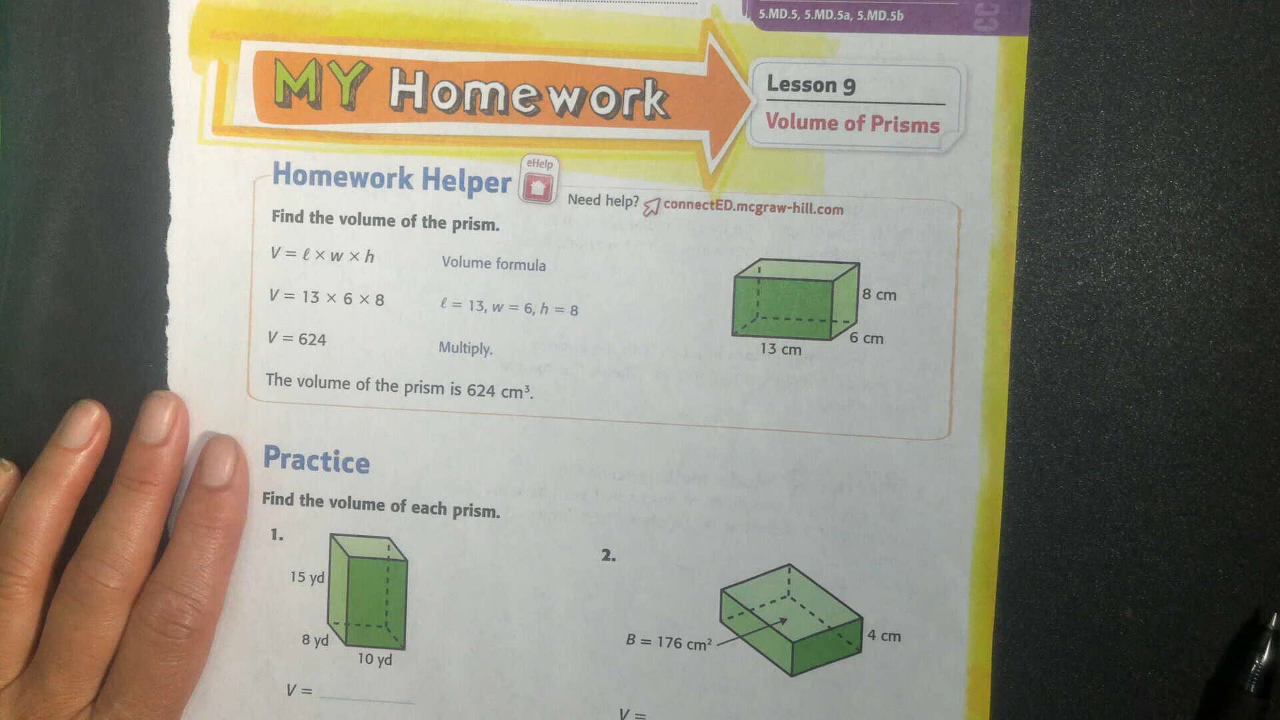 5.MD.5, 5.MD.5a, 5.MD.5b
CC
MY Homework
Lesson 9
Volume of Prisms
Homework Helper
eHelp
Need help? connectED.mcgraw-hill.com
Find the volume of the prism.
V = ℓ × w × h Volume formula
V = 13 × 6 × 8 ℓ = 13, w = 6, h = 8
V = 624 Multiply.
8 cm
6 cm
13 cm
The volume of the prism is 624 cm³.
Practice
Find the volume of each prism.
1.
15 yd
8 yd
10 yd
V =
2.
B = 176 cm²
4 cm
V =